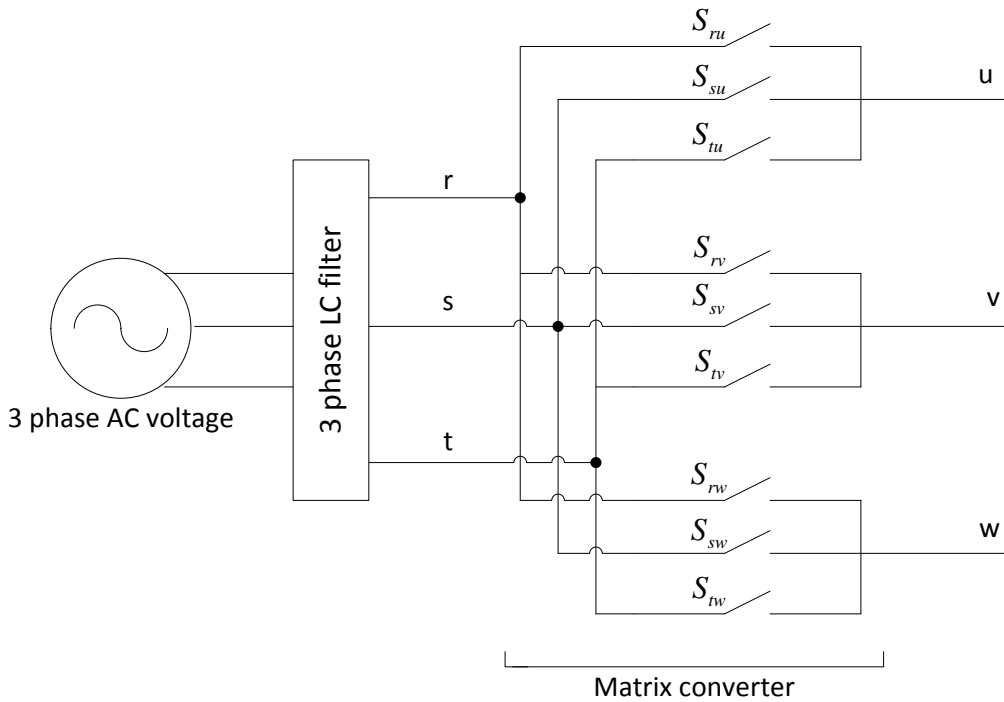 S_ru
S_su
u
S_tu
r
S_rv
3 phase LC filter
s
S_sv
v
S_tv
3 phase AC voltage
t
S_rw
S_sw
w
S_tw
Matrix converter